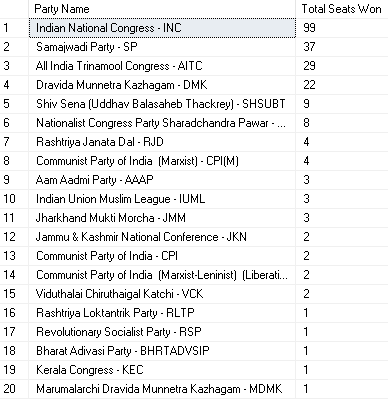 Party Name Total Seats Won
1 Indian National Congress - INC 99
2 Samajwadi Party - SP 37
3 All India Trinamool Congress - AITC 29
4 Dravida Munnetra Kazhagam - DMK 22
5 Shiv Sena (Uddhav Balasaheb Thackrey) - SHSUBT 9
6 Nationalist Congress Party Sharadchandra Pawar - ... 8
7 Rashtriya Janata Dal - RJD 4
8 Communist Party of India  (Marxist) - CPI(M) 4
9 Aam Aadmi Party - AAAP 3
10 Indian Union Muslim League - IUML 3
11 Jharkhand Mukti Morcha - JMM 3
12 Jammu & Kashmir National Conference - JKN 2
13 Communist Party of India - CPI 2
14 Communist Party of India  (Marxist-Leninist)  (Liberati... 2
15 Viduthalai Chiruthaigal Katchi - VCK 2
16 Rashtriya Loktantrik Party - RLTP 1
17 Revolutionary Socialist Party - RSP 1
18 Bharat Adivasi Party - BHRTADVSIP 1
19 Kerala Congress - KEC 1
20 Marumalarchi Dravida Munnetra Kazhagam - MDMK 1